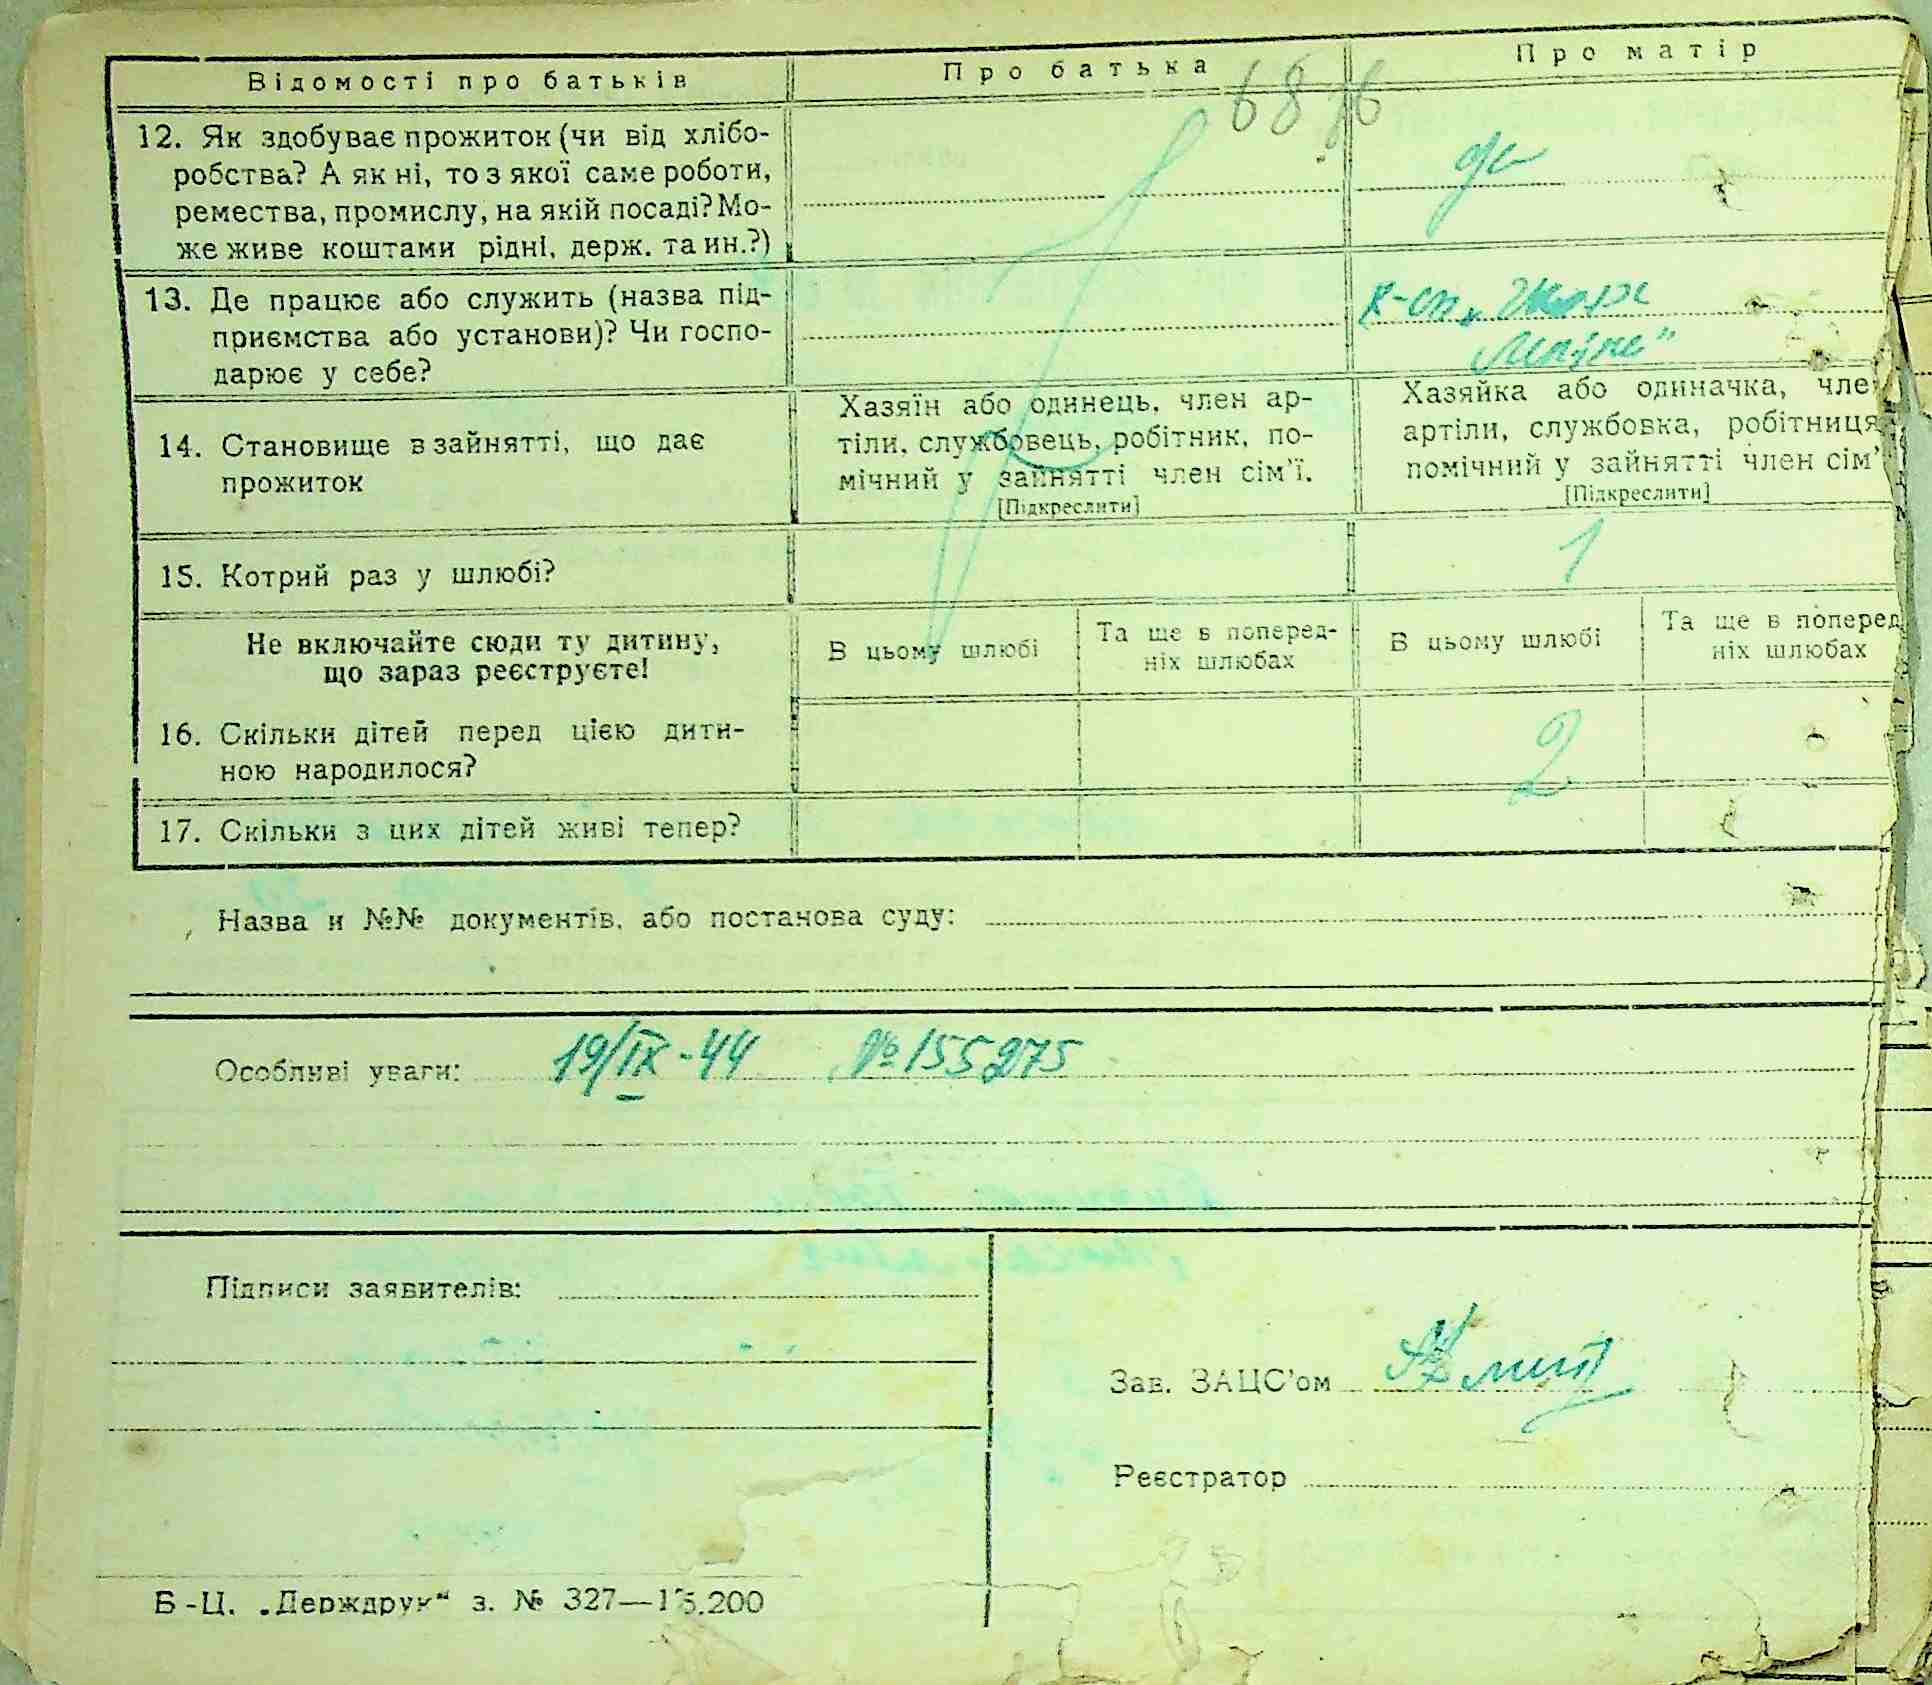 Відомості про батьків
Про батька
Про матір
68
12. Як здобуває прожиток (чи від хлібо-
робства? А як ні, то з якої саме роботи,
ремества, промислу, на якій посаді? Мо-
же живе коштами рідні, держ. та ин.?)
13. Де працює або служить (назва під-
приємства або установи)? Чи госпо-
дарює у себе?
14. Становище в зайнятті, що дає
прожиток
Хазяїн або одинець, член ар-
тіли, службовець, робітник, по-
мічний у зайнятті член сім'ї.
[Підкреслити]
Хазяйка або одиначка, чле
артіли, службовка, робітниця
помічний у зайнятті член сім'
[Підкреслити]
15. Котрий раз у шлюбі?
1
Не включайте сюди ту дитину,
що зараз реєструєте!
В цьому шлюбі
Та ще в поперед-
ніх шлюбах
В цьому шлюбі
Та ще в поперед
ніх шлюбах
16. Скільки дітей перед цією дити-
ною народилося?
2
17. Скільки з цих дітей живі тепер?
Назва и №№ документів, або постанова суду:
Особливі уваги: 19/IX-44 №155275
Підписи заявителів:
Зав. ЗАЦС'ом
Реєстратор
Б-Ц. „Держдрук“ з. № 327—